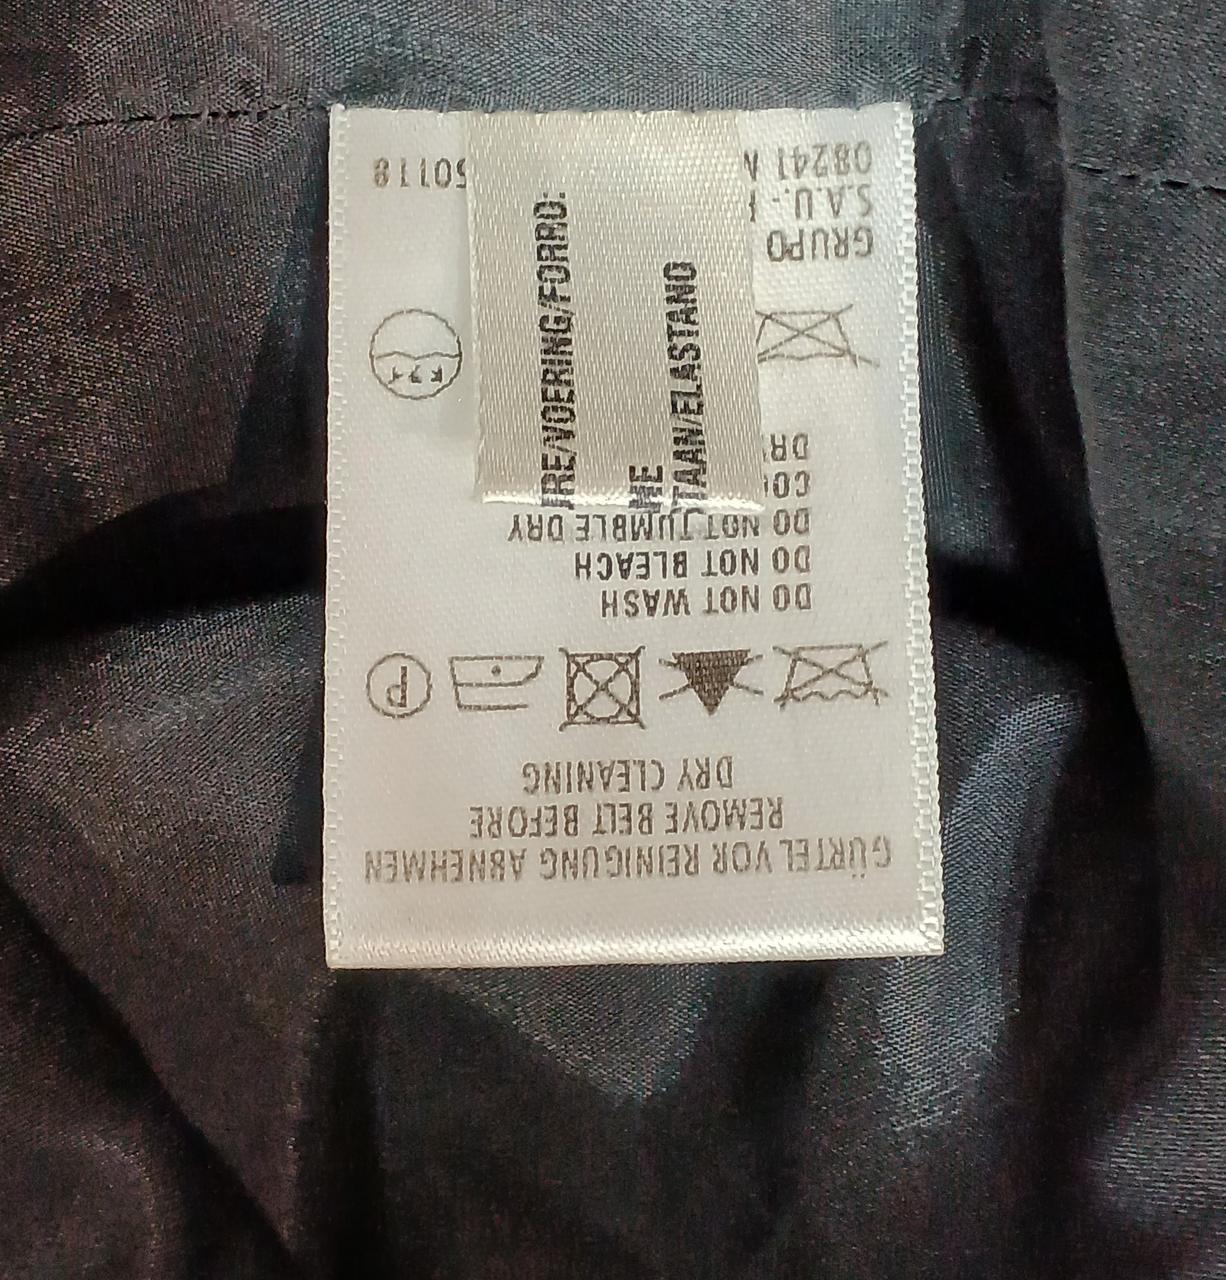 GÜRTEL VOR REINIGUNG ABNEHMEN
REMOVE BELT BEFORE
DRY CLEANING
P
DO NOT WASH
DO NOT BLEACH
DO NOT TUMBLE DRY
GRUPO
S.A.U.-
08241
RE/VOERING/FORRO:
ME
TAAN/ELASTANO